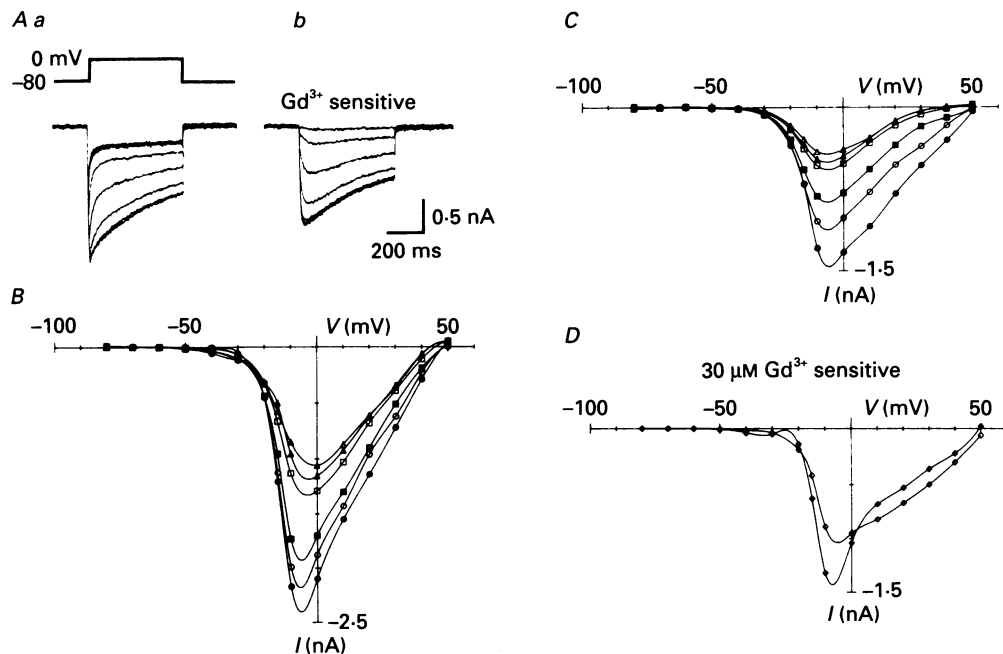 A a
b
0 mV
−80
Gd³⁺ sensitive
0·5 nA
200 ms
B
−100
−50
V (mV)
50
−2.5
I (nA)
C
−100
−50
V (mV)
50
−1.5
I (nA)
D
30 μM Gd³⁺ sensitive
−100
−50
V (mV)
50
−1·5
I (nA)